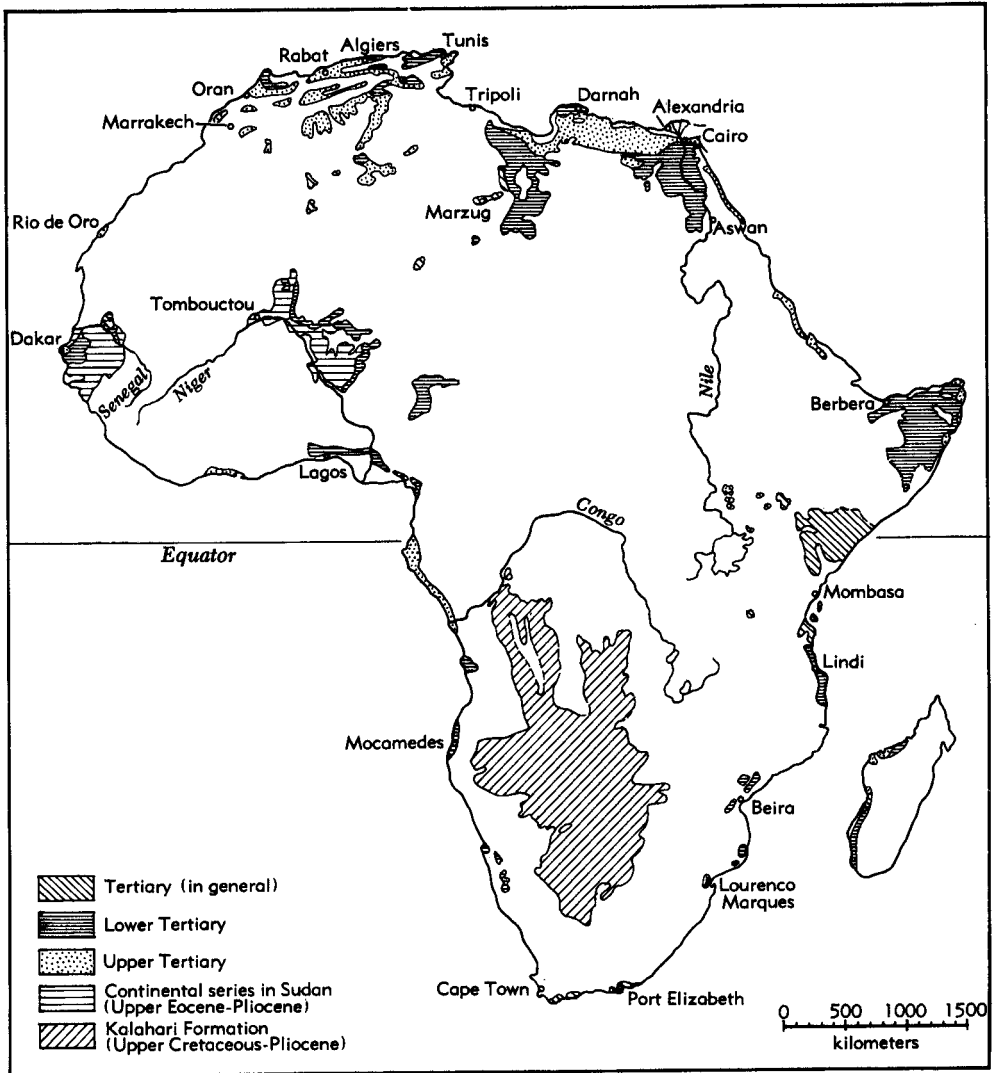 Tunis
Algiers
Rabat
Oran
Tripoli
Darnah
Alexandria
Marrakech
Cairo
Marzug
Rio de Oro
Aswan
Tombouctou
Dakar
Senegal
Niger
Nile
Berbera
Lagos
Congo
Equator
Mombasa
Lindi
Mocamedes
Beira
Lourenco
Marques
Cape Town
Port Elizabeth
Tertiary (in general)
Lower Tertiary
Upper Tertiary
Continental series in Sudan
(Upper Eocene-Pliocene)
Kalahari Formation
(Upper Cretaceous-Pliocene)
0 500 1000 1500
kilometers